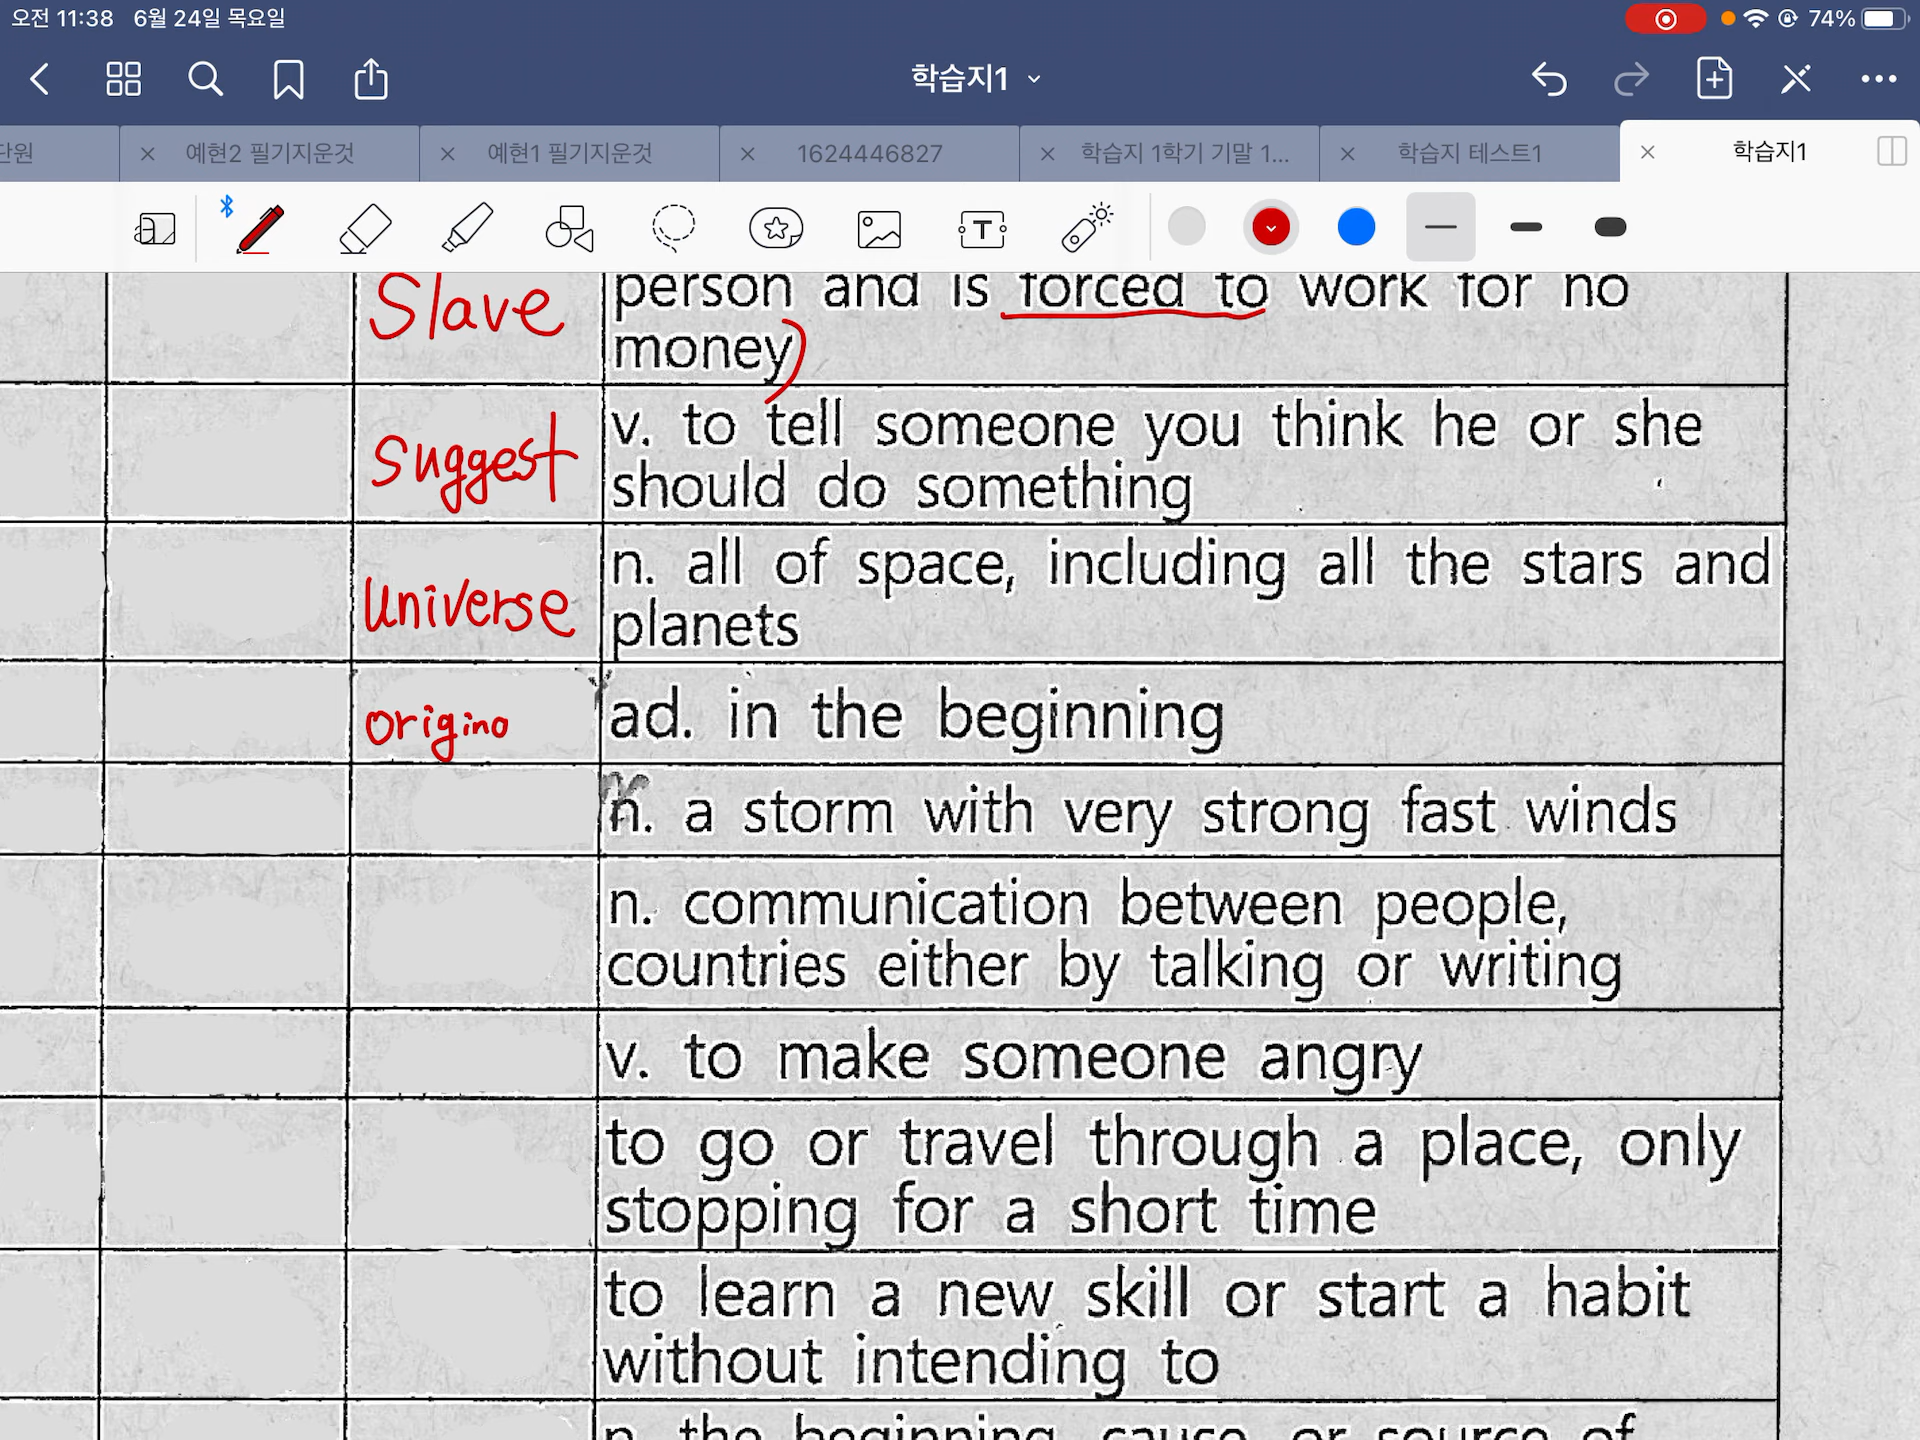 오전 11:38 6월 24일 목요일
74%
학습지1
단원
예현2 필기지운것
예현1 필기지운것
1624446827
학습지 1학기 기말 1...
학습지 테스트1
학습지1
Slave
person and is forced to work for no
money)
suggest
v. to tell someone you think he or she
should do something
universe
n. all of space, including all the stars and
planets
origino
ad. in the beginning
n. a storm with very strong fast winds
n. communication between people,
countries either by talking or writing
v. to make someone angry
to go or travel through a place, only
stopping for a short time
to learn a new skill or start a habit
without intending to
n. the beginning, cause, or source of